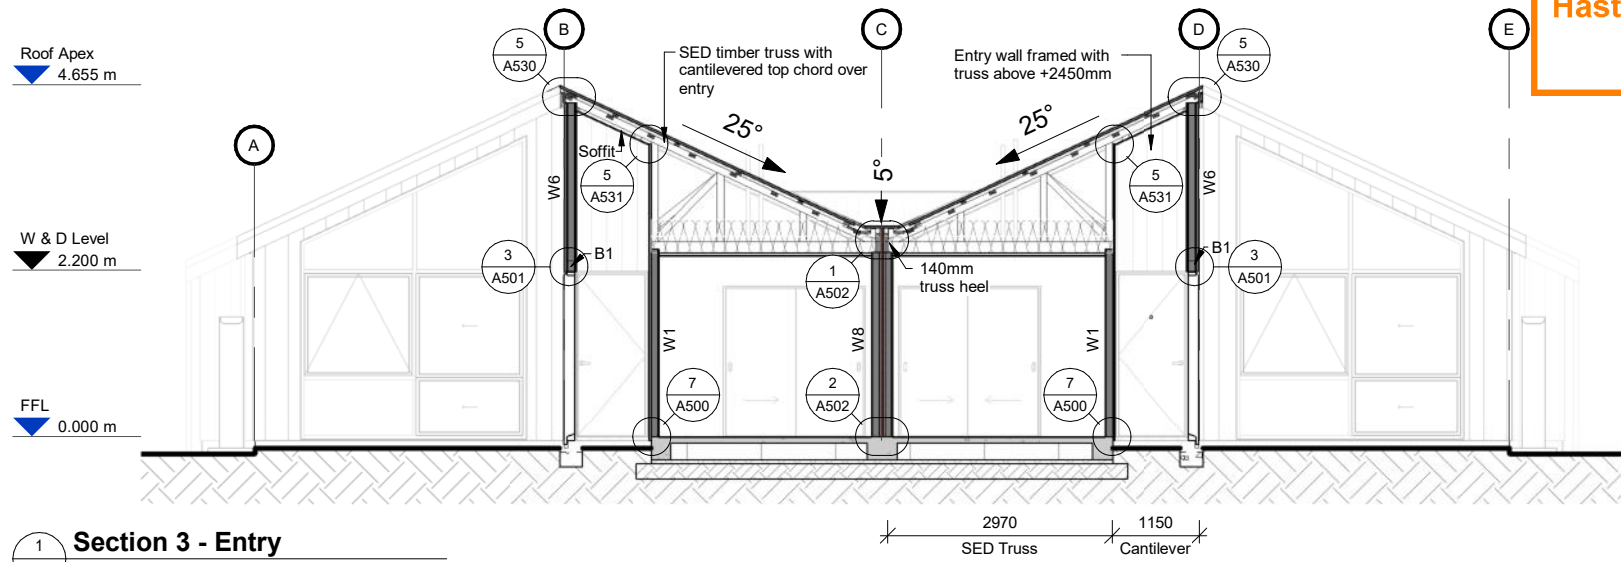 Hast
B
C
D
E
A
Roof Apex
4.655 m
5
A530
SED timber truss with
cantilevered top chord over
entry
Entry wall framed with
truss above +2450mm
5
A530
25°
25°
Soffit
5
A531
5°
5
A531
W6
W6
W & D Level
2.200 m
3
A501
B1
1
A502
140mm
truss heel
B1
3
A501
W1
W8
W1
FFL
0.000 m
7
A500
2
A502
7
A500
2970
SED Truss
1150
Cantilever
1
Section 3 - Entry